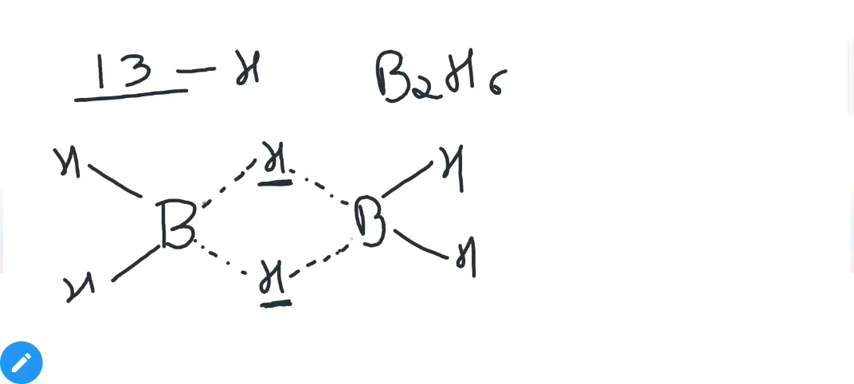 13 - H B₂H₆
H H H
B B
H H H